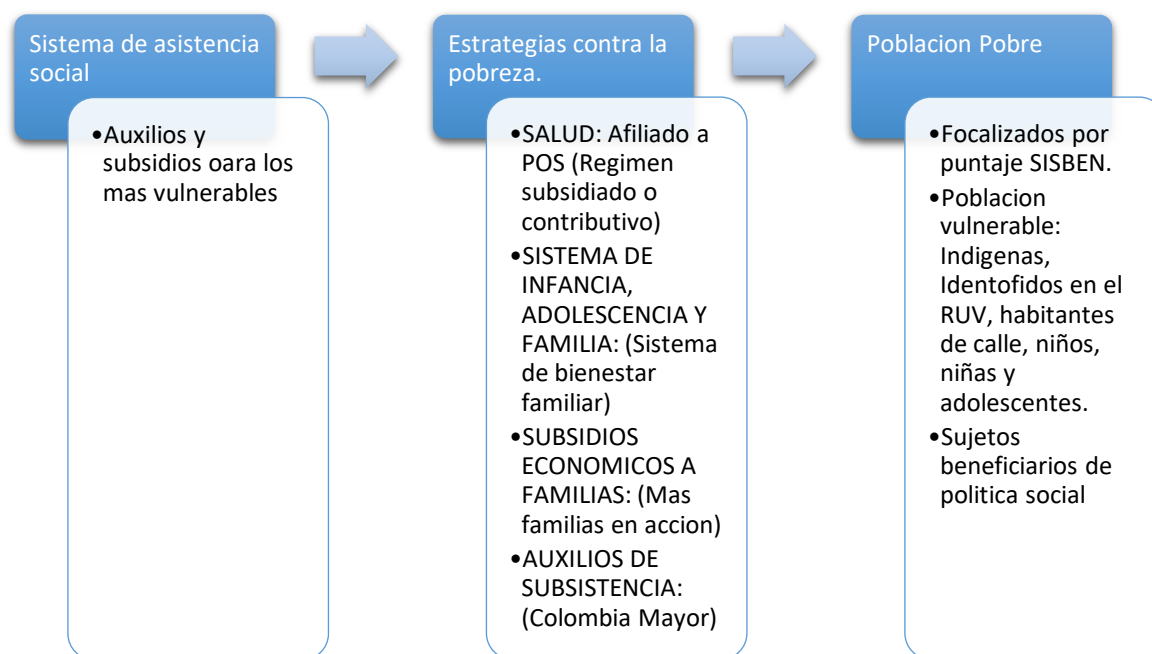 Sistema de asistencia
social
•Auxilios y
subsidios oara los
mas vulnerables
Estrategias contra la
pobreza.
•SALUD: Afiliado a
POS (Regimen
subsidiado o
contributivo)
•SISTEMA DE
INFANCIA,
ADOLESCENCIA Y
FAMILIA: (Sistema
de bienestar
familiar)
•SUBSIDIOS
ECONOMICOS A
FAMILIAS: (Mas
familias en accion)
•AUXILIOS DE
SUBSISTENCIA:
(Colombia Mayor)
Poblacion Pobre
•Focalizados por
puntaje SISBEN.
•Poblacion
vulnerable:
Indigenas,
Identofidos en el
RUV, habitantes
de calle, niños,
niñas y
adolescentes.
•Sujetos
beneficiarios de
politica social